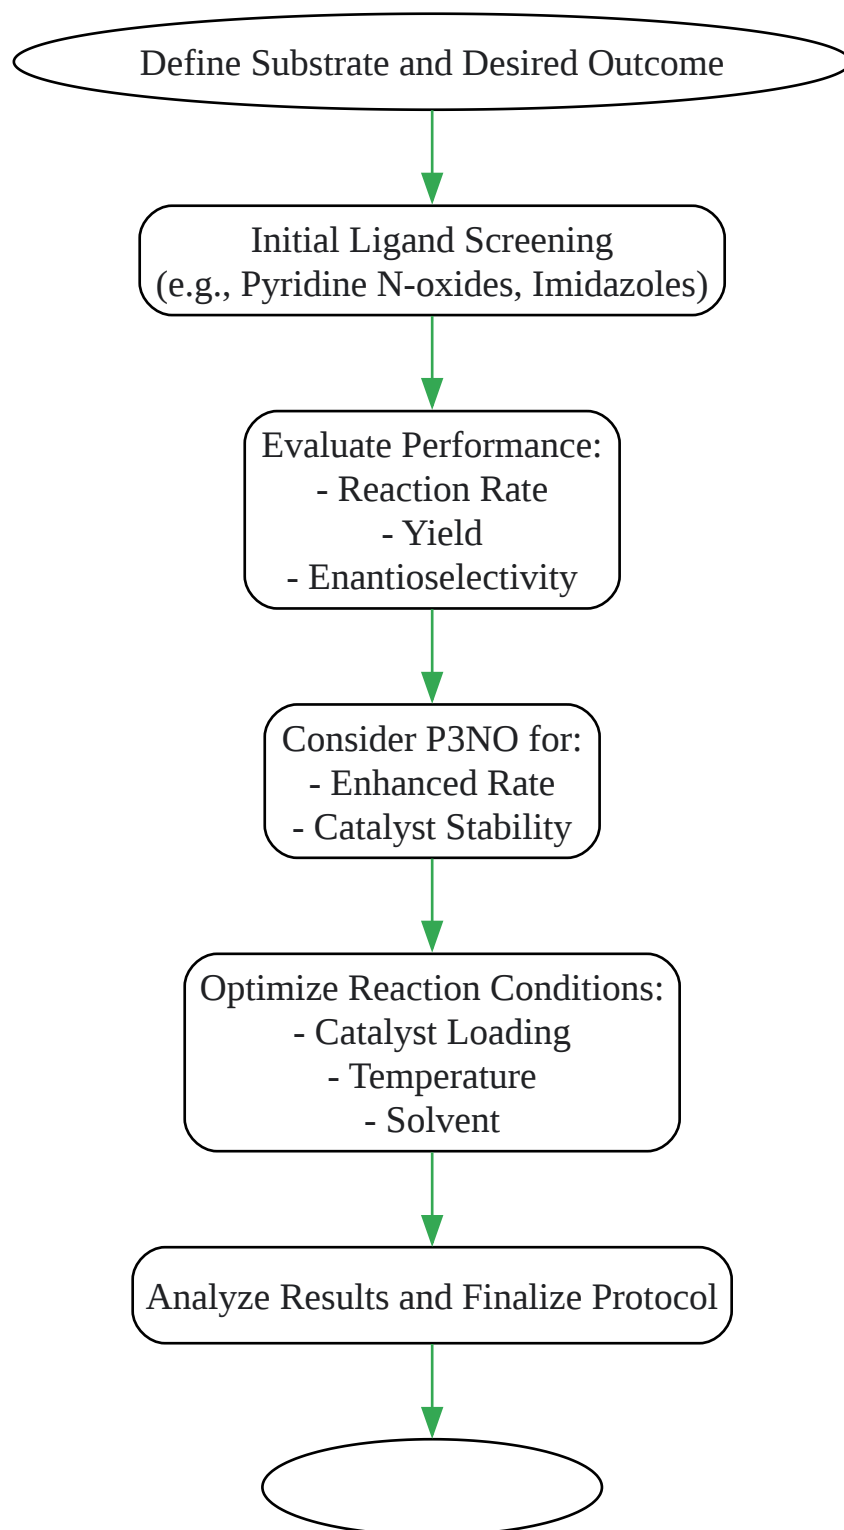 Define Substrate and Desired Outcome
Initial Ligand Screening
(e.g., Pyridine N-oxides, Imidazoles)
Evaluate Performance:
- Reaction Rate
- Yield
- Enantioselectivity
Consider P3NO for:
- Enhanced Rate
- Catalyst Stability
Optimize Reaction Conditions:
- Catalyst Loading
- Temperature
- Solvent
Analyze Results and Finalize Protocol